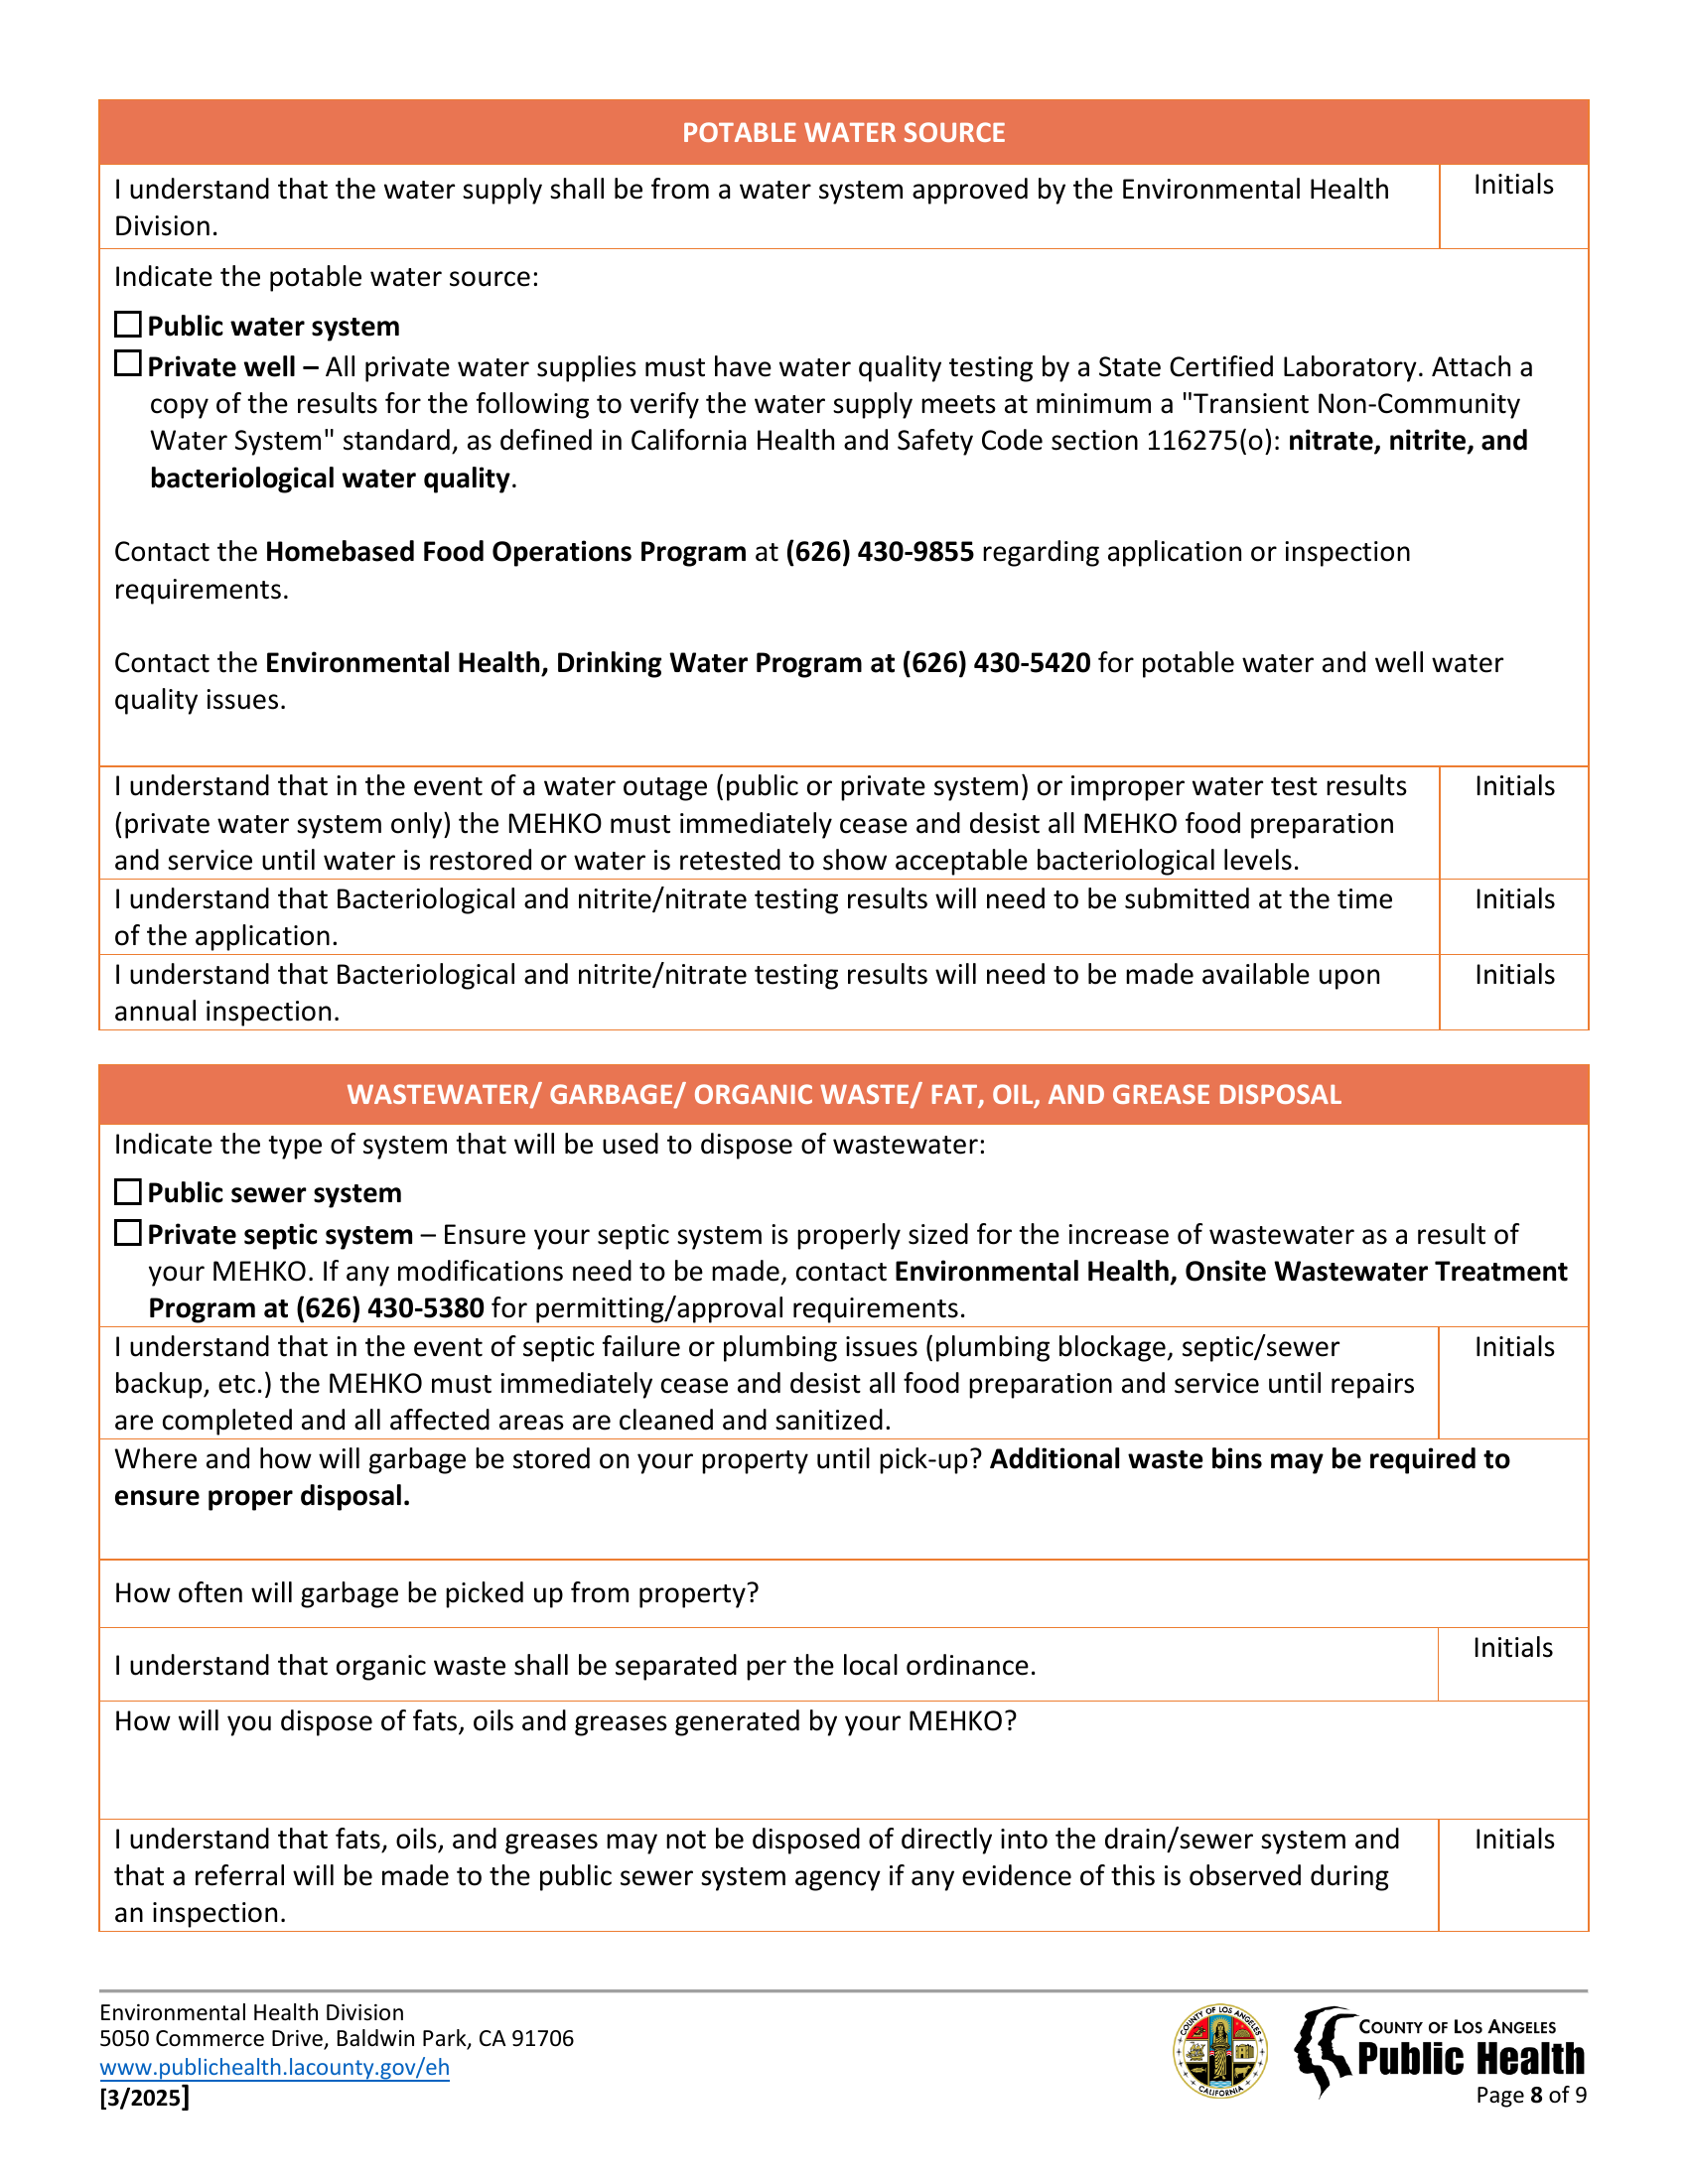 POTABLE WATER SOURCE
I understand that the water supply shall be from a water system approved by the Environmental Health
Division.
Initials
Indicate the potable water source:
Public water system
Private well – All private water supplies must have water quality testing by a State Certified Laboratory. Attach a
copy of the results for the following to verify the water supply meets at minimum a "Transient Non-Community
Water System" standard, as defined in California Health and Safety Code section 116275(o): nitrate, nitrite, and
bacteriological water quality.
Contact the Homebased Food Operations Program at (626) 430-9855 regarding application or inspection
requirements.
Contact the Environmental Health, Drinking Water Program at (626) 430-5420 for potable water and well water
quality issues.
I understand that in the event of a water outage (public or private system) or improper water test results
(private water system only) the MEHKO must immediately cease and desist all MEHKO food preparation
and service until water is restored or water is retested to show acceptable bacteriological levels.
Initials
I understand that Bacteriological and nitrite/nitrate testing results will need to be submitted at the time
of the application.
Initials
I understand that Bacteriological and nitrite/nitrate testing results will need to be made available upon
annual inspection.
Initials
WASTEWATER/ GARBAGE/ ORGANIC WASTE/ FAT, OIL, AND GREASE DISPOSAL
Indicate the type of system that will be used to dispose of wastewater:
Public sewer system
Private septic system – Ensure your septic system is properly sized for the increase of wastewater as a result of
your MEHKO. If any modifications need to be made, contact Environmental Health, Onsite Wastewater Treatment
Program at (626) 430-5380 for permitting/approval requirements.
I understand that in the event of septic failure or plumbing issues (plumbing blockage, septic/sewer
backup, etc.) the MEHKO must immediately cease and desist all food preparation and service until repairs
are completed and all affected areas are cleaned and sanitized.
Initials
Where and how will garbage be stored on your property until pick-up? Additional waste bins may be required to
ensure proper disposal.
How often will garbage be picked up from property?
I understand that organic waste shall be separated per the local ordinance.
Initials
How will you dispose of fats, oils and greases generated by your MEHKO?
I understand that fats, oils, and greases may not be disposed of directly into the drain/sewer system and
that a referral will be made to the public sewer system agency if any evidence of this is observed during
an inspection.
Initials
Environmental Health Division
5050 Commerce Drive, Baldwin Park, CA 91706
www.publichealth.lacounty.gov/eh
[3/2025]
COUNTY OF LOS ANGELES
CALIFORNIA
COUNTY OF LOS ANGELES
Public Health
Page 8 of 9